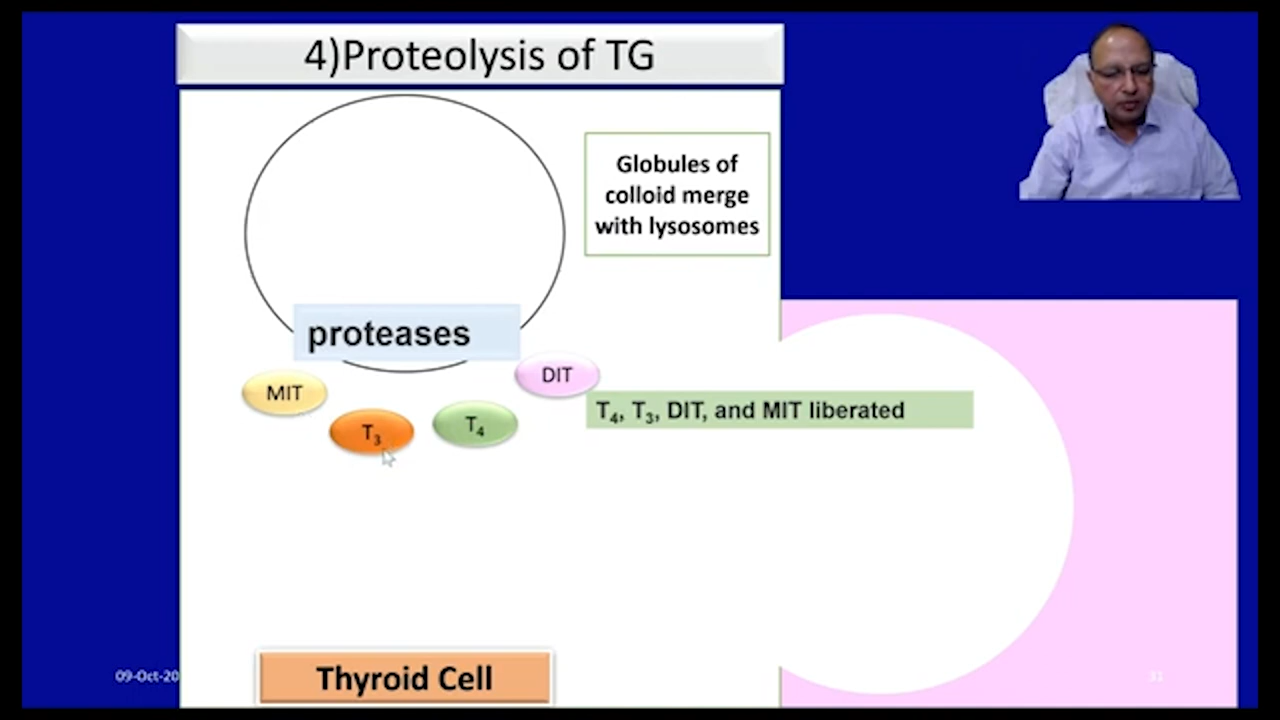 4)Proteolysis of TG
Globules of
colloid merge
with lysosomes
proteases
MIT
DIT
T₃
T₄
T₄, T₃, DIT, and MIT liberated
Thyroid Cell
09-Oct-20
31